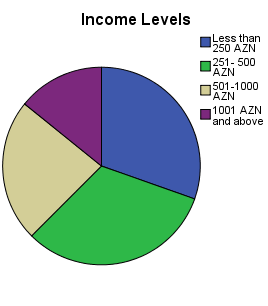 Income Levels
Less than
250 AZN
251- 500
AZN
501-1000
AZN
1001 AZN
and above